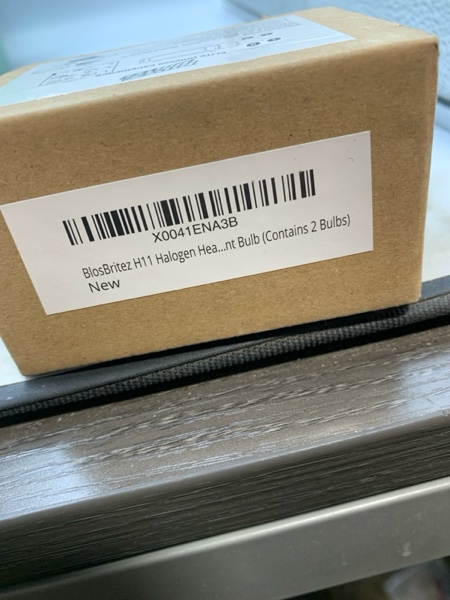 X0041ENA3B
BlosBritez H11 Halogen Hea...nt Bulb (Contains 2 Bulbs)
New